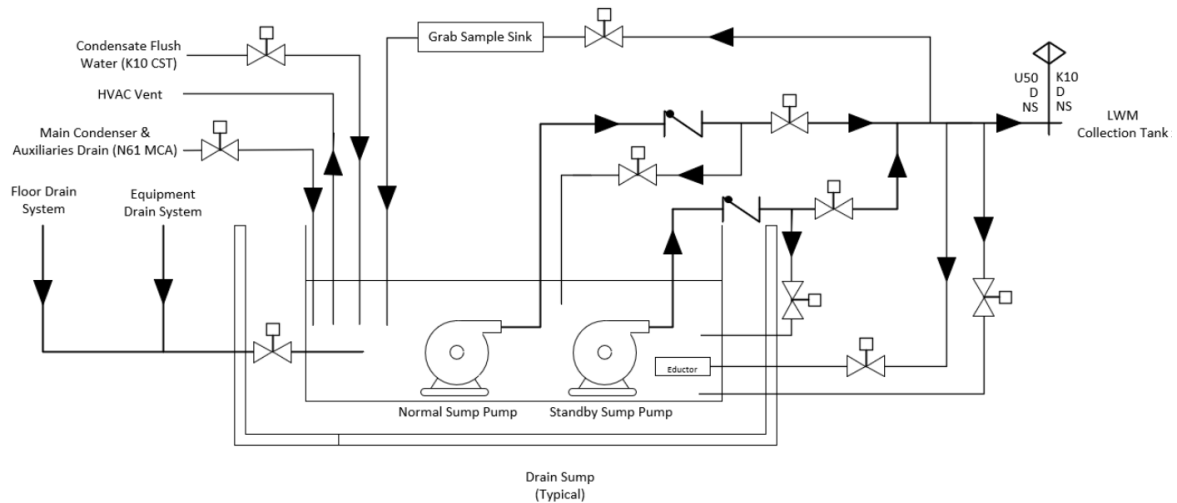 Condensate Flush
Water (K10 CST)
HVAC Vent
Main Condenser &
Auxiliaries Drain (N61 MCA)
Floor Drain
System
Equipment
Drain System
Grab Sample Sink
U50
D
NS
K10
D
NS
LWM
Collection Tank
Eductor
Normal Sump Pump
Standby Sump Pump
Drain Sump
(Typical)